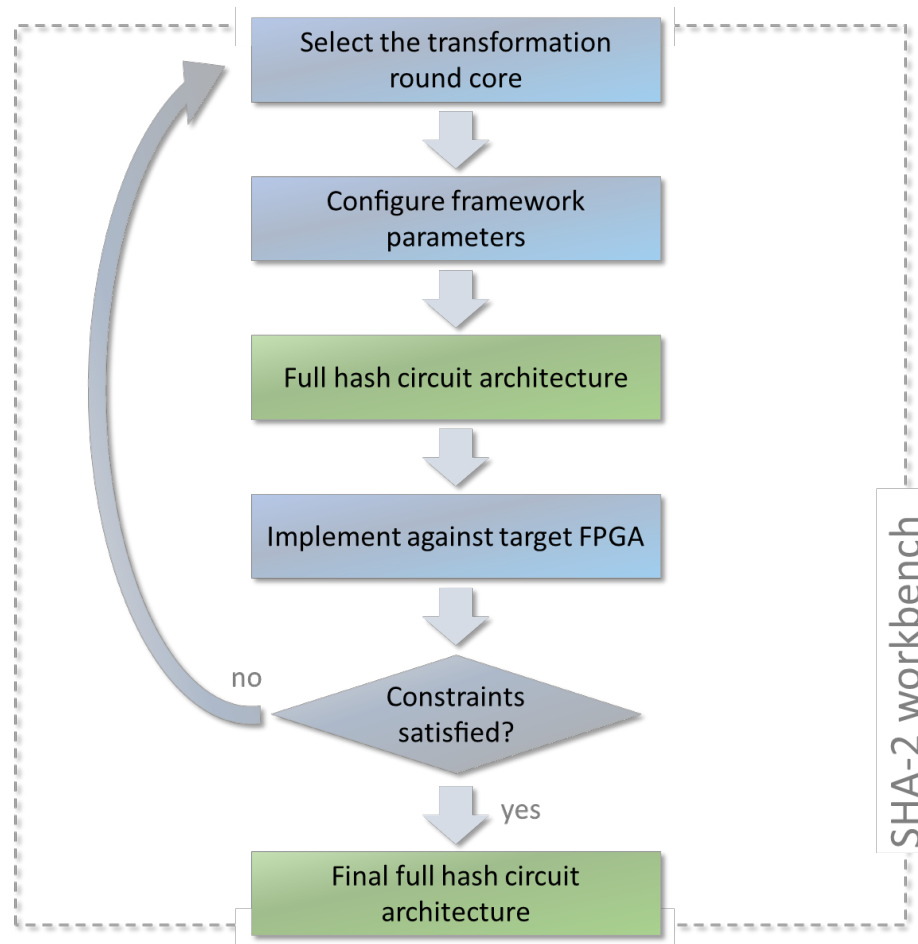 Select the transformation
round core
Configure framework
parameters
Full hash circuit architecture
Implement against target FPGA
no
Constraints
satisfied?
yes
Final full hash circuit
architecture
SHA-2 workbench